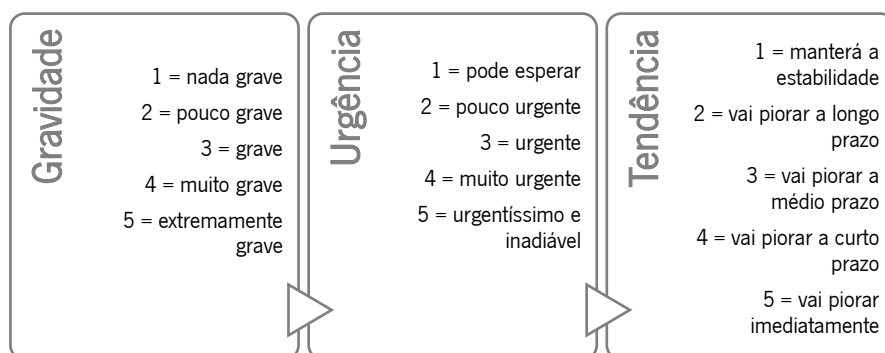 Gravidade
1 = nada grave
2 = pouco grave
3 = grave
4 = muito grave
5 = extremamente
grave
Urgência
1 = pode esperar
2 = pouco urgente
3 = urgente
4 = muito urgente
5 = urgentíssimo e
inadiável
Tendência
1 = manterá a
estabilidade
2 = vai piorar a longo
prazo
3 = vai piorar a
médio prazo
4 = vai piorar a curto
prazo
5 = vai piorar
imediatamente